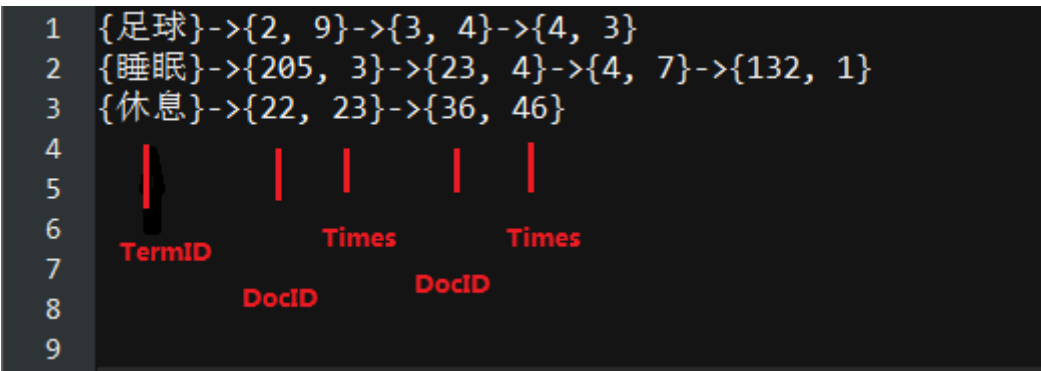 1 {足球}->{2, 9}->{3, 4}->{4, 3}
2 {睡眠}->{205, 3}->{23, 4}->{4, 7}->{132, 1}
3 {休息}->{22, 23}->{36, 46}
4
5
6
Times Times
TermID
7
DocID
DocID
8
9